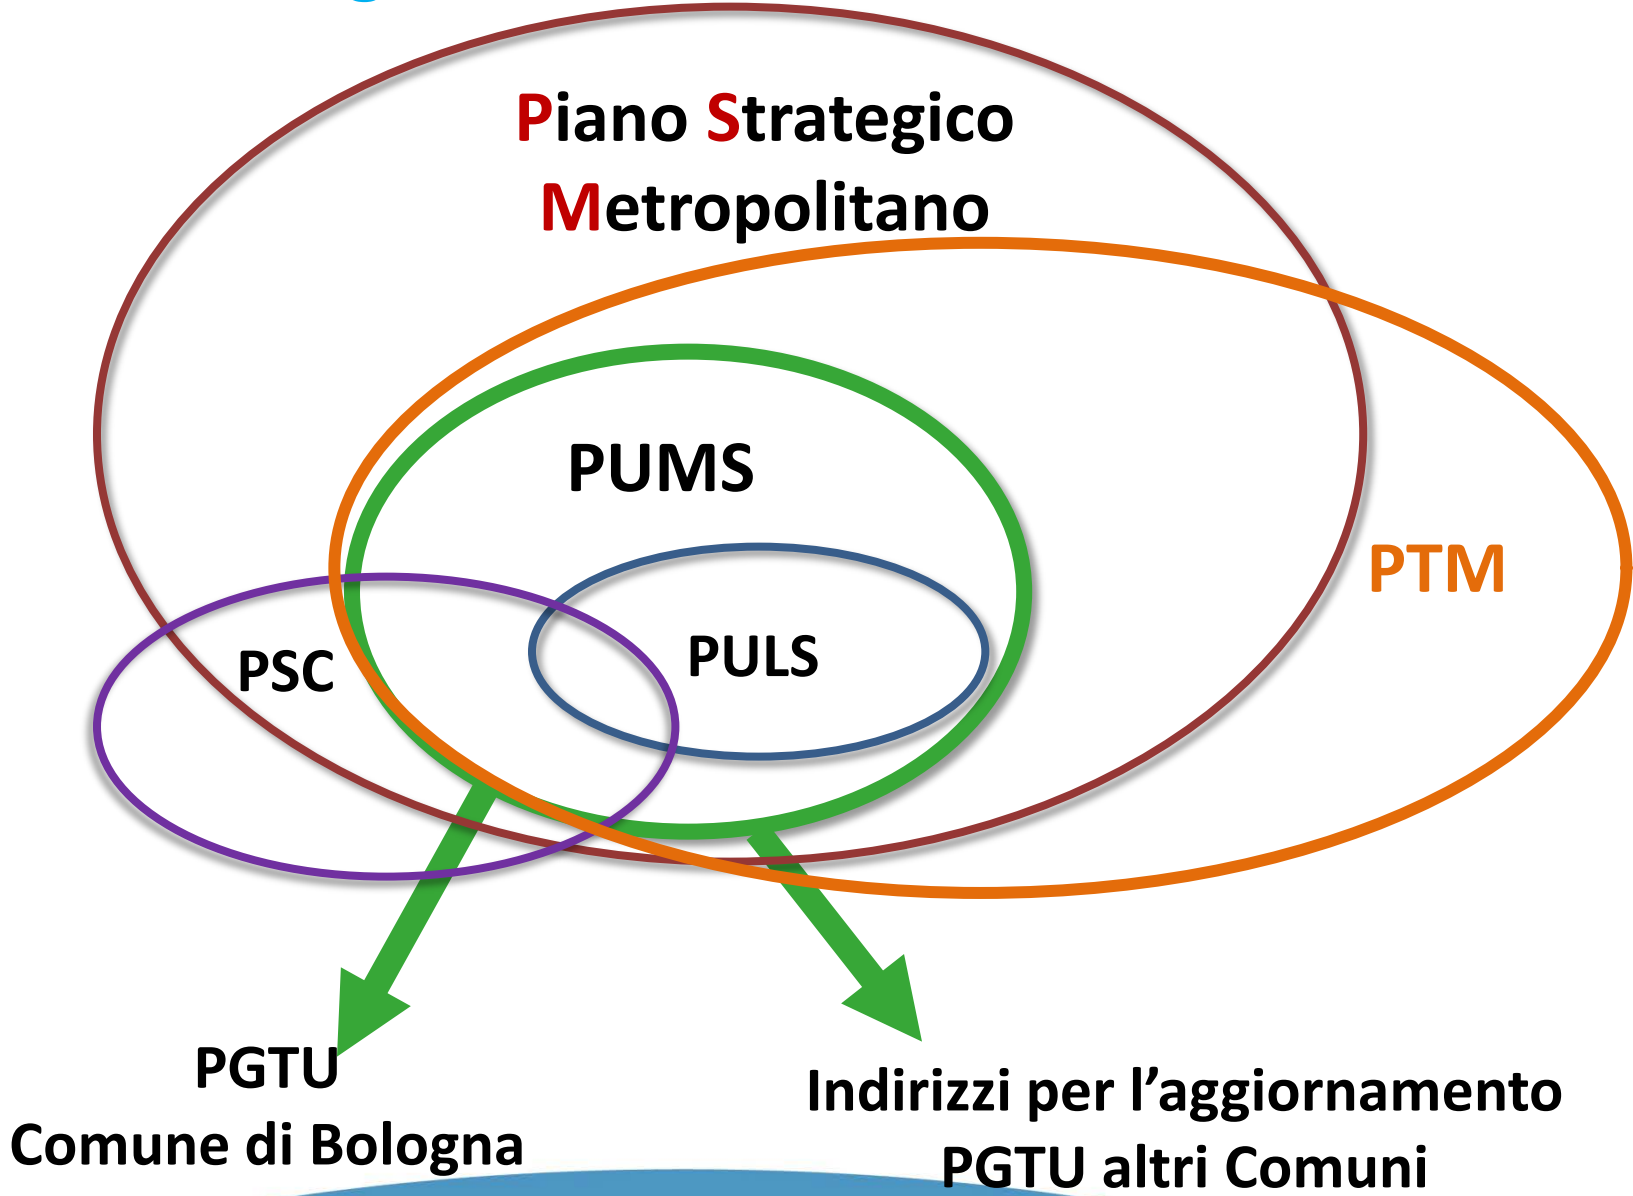 Piano Strategico
Metropolitano
PUMS
PTM
PSC
PULS
PGTU
Comune di Bologna
Indirizzi per l’aggiornamento
PGTU altri Comuni